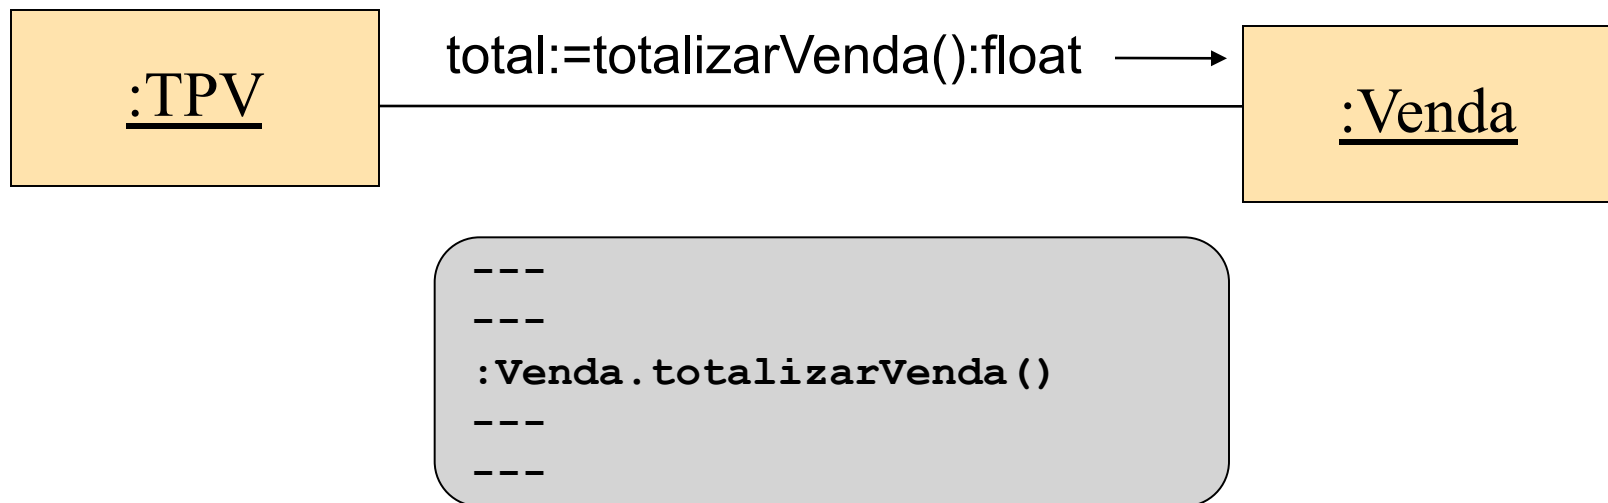 :TPV
total:=totalizarVenda():float
:Venda
---
---
:Venda.totalizarVenda()
---
---